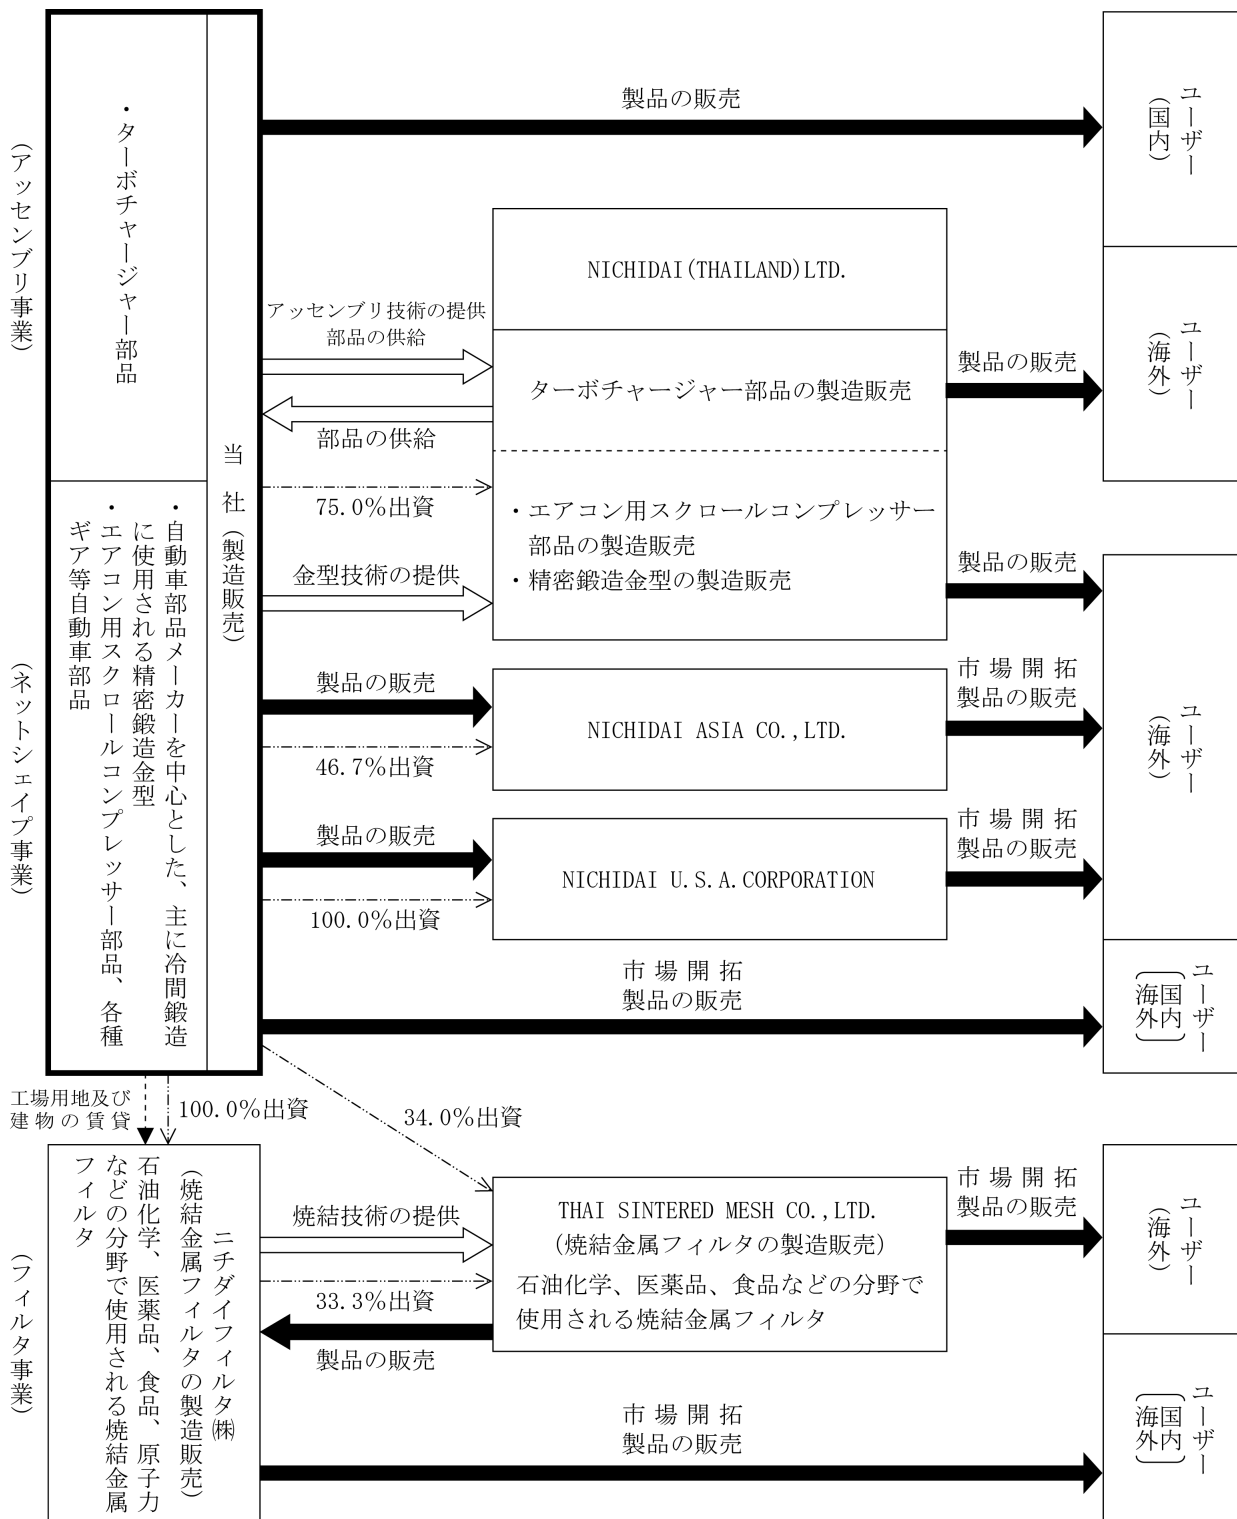 (アッセンブリ事業)
・ターボチャージャー部品
当社(製造販売)
製品の販売
ユーザー
(国内)
NICHIDAI(THAILAND)LTD.
アッセンブリ技術の提供
部品の供給
ターボチャージャー部品の製造販売
部品の供給
製品の販売
ユーザー
(海外)
75.0%出資
・エアコン用スクロールコンプレッサー
部品の製造販売
・精密鍛造金型の製造販売
金型技術の提供
製品の販売
(ネットシェイプ事業)
・自動車部品メーカーを中心とした、主に冷間鍛造
に使用される精密鍛造金型
・エアコン用スクロールコンプレッサー部品、各種
ギア等自動車部品
製品の販売
46.7%出資
NICHIDAI ASIA CO.,LTD.
市場開拓
製品の販売
ユーザー
(海外)
製品の販売
100.0%出資
NICHIDAI U.S.A.CORPORATION
市場開拓
製品の販売
市場開拓
製品の販売
ユーザー
国内
海外
工場用地及び
建物の賃貸
100.0%出資
34.0%出資
(フィルタ事業)
ニチダイフィルタ㈱
(焼結金属フィルタの製造販売)
石油化学、医薬品、食品、原子力
などの分野で使用される焼結金属
フィルタ
焼結技術の提供
33.3%出資
製品の販売
THAI SINTERED MESH CO.,LTD.
(焼結金属フィルタの製造販売)
石油化学、医薬品、食品などの分野で
使用される焼結金属フィルタ
市場開拓
製品の販売
ユーザー
(海外)
市場開拓
製品の販売
ユーザー
国内
海外